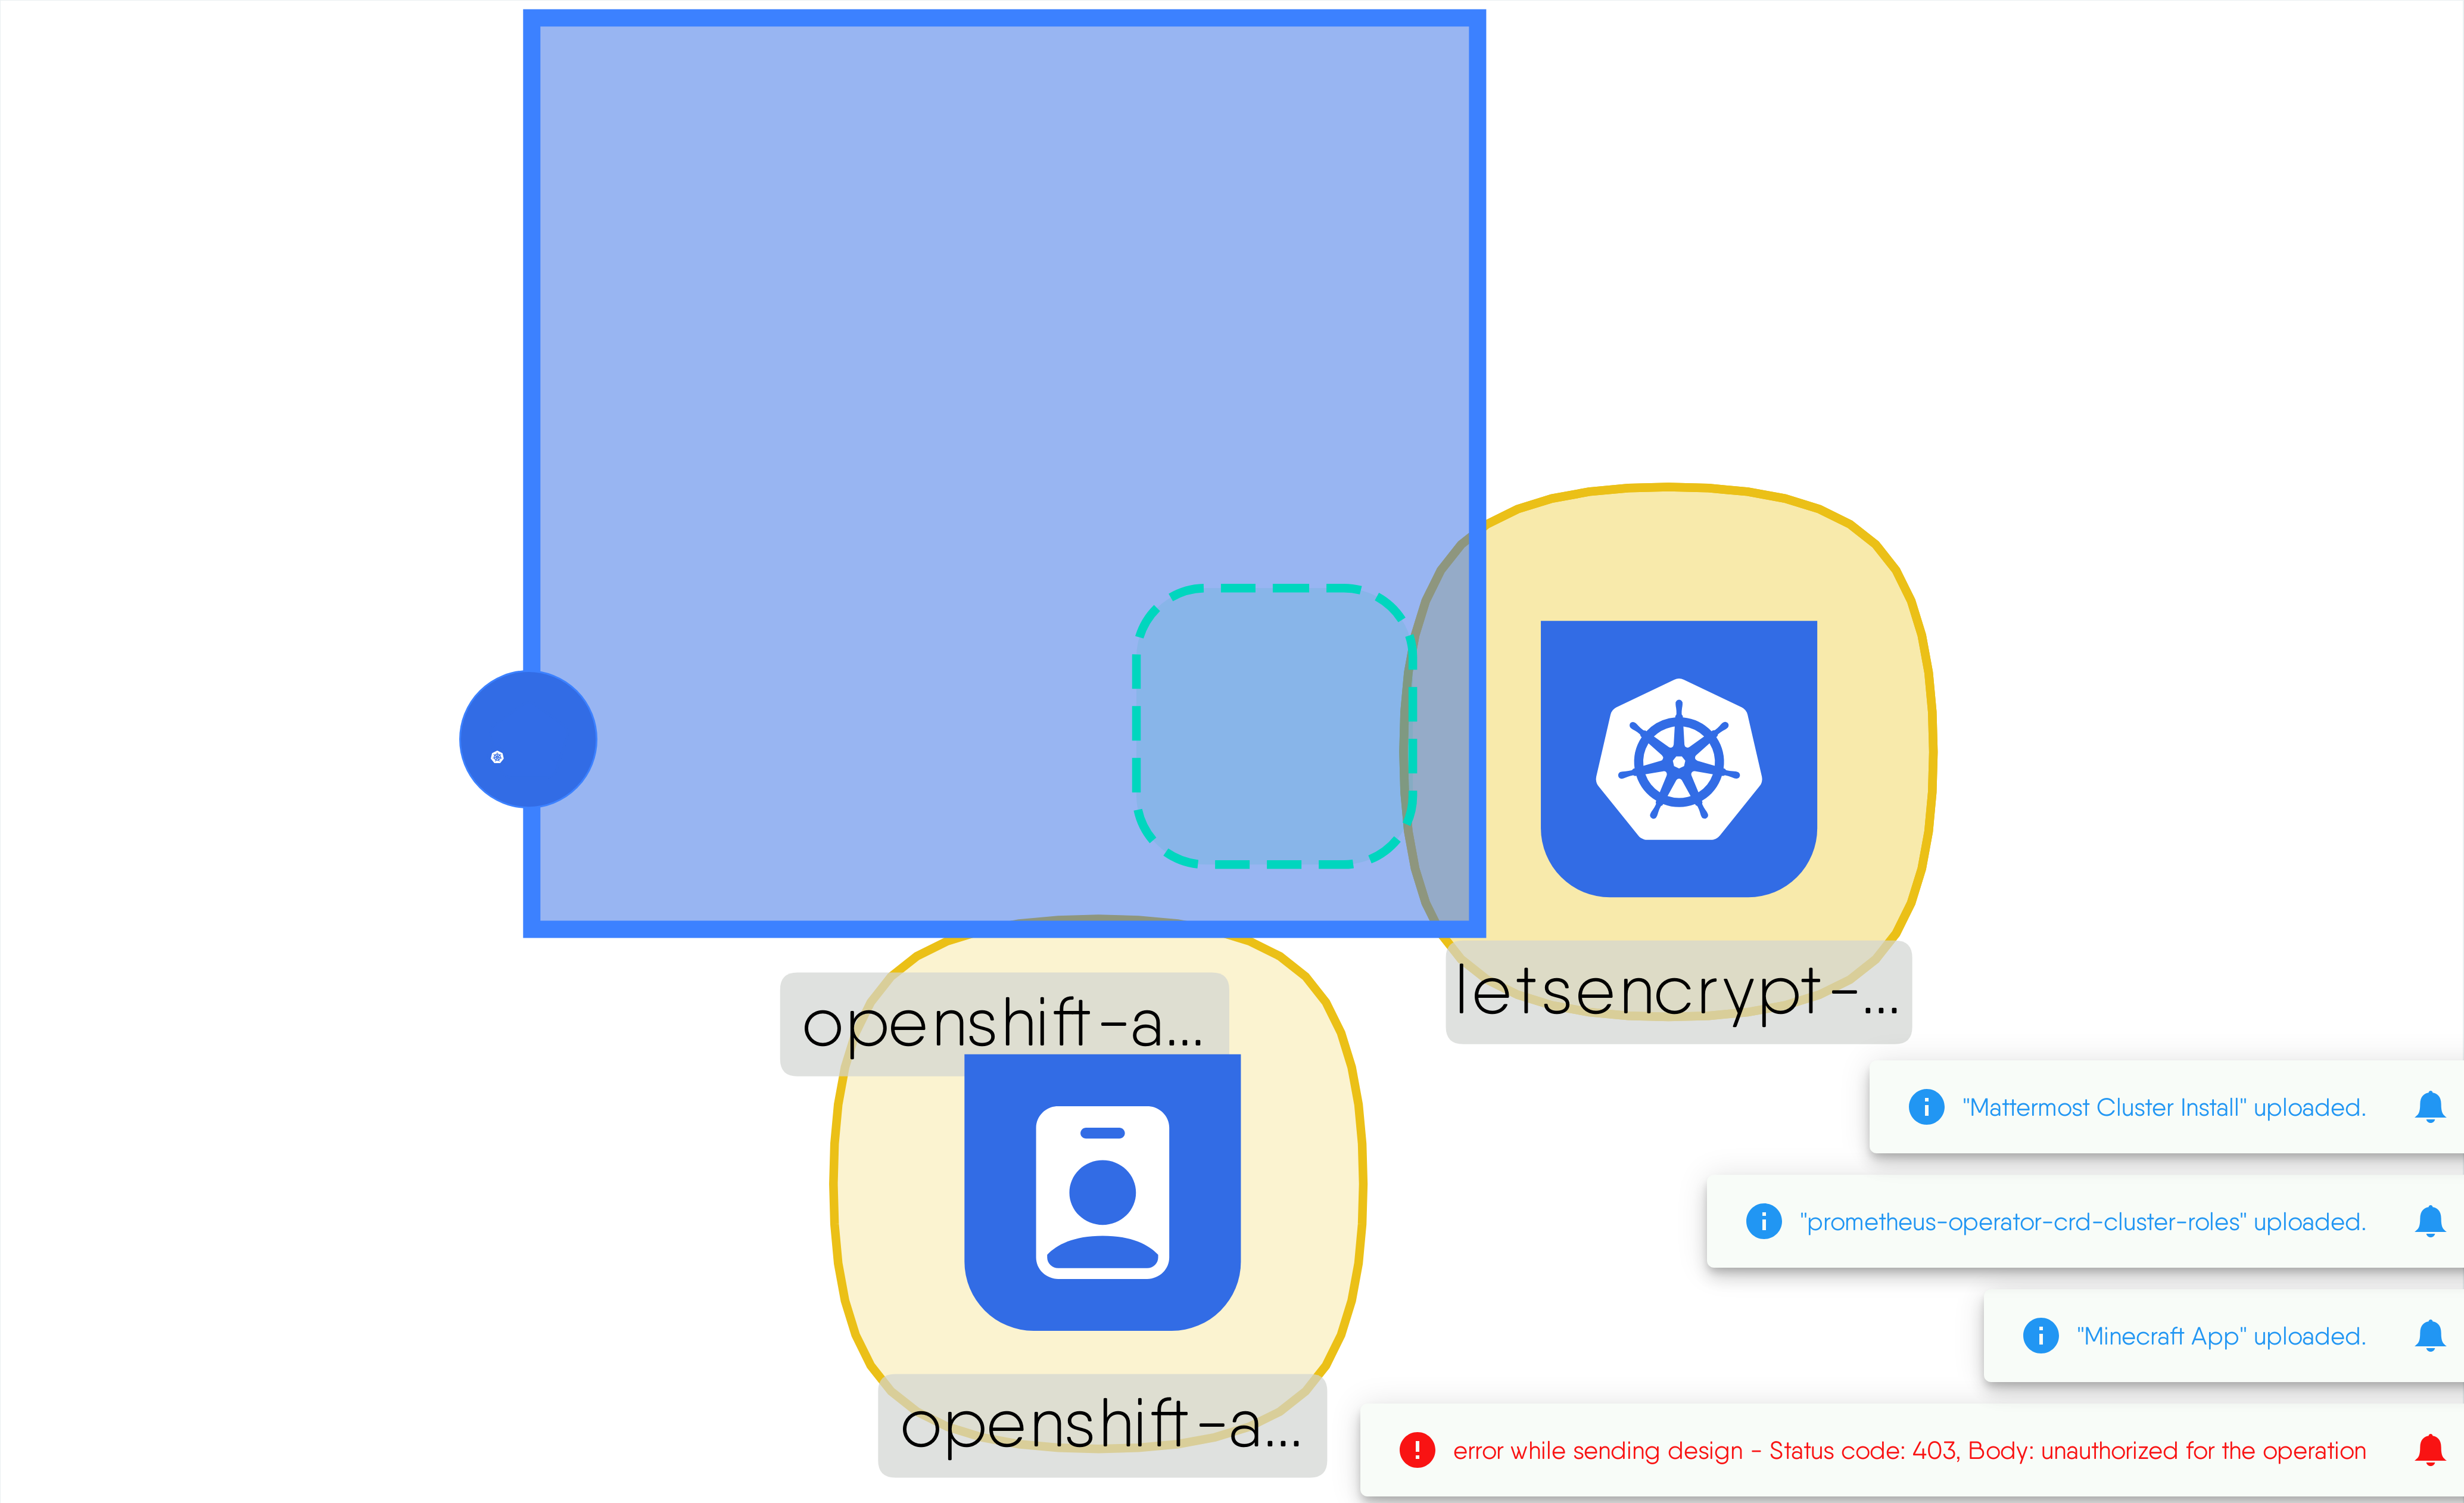 openshift-a...
letsencrypt-...
openshift-a...
"Mattermost Cluster Install" uploaded.
"prometheus-operator-crd-cluster-roles" uploaded.
"Minecraft App" uploaded.
error while sending design - Status code: 403, Body: unauthorized for the operation